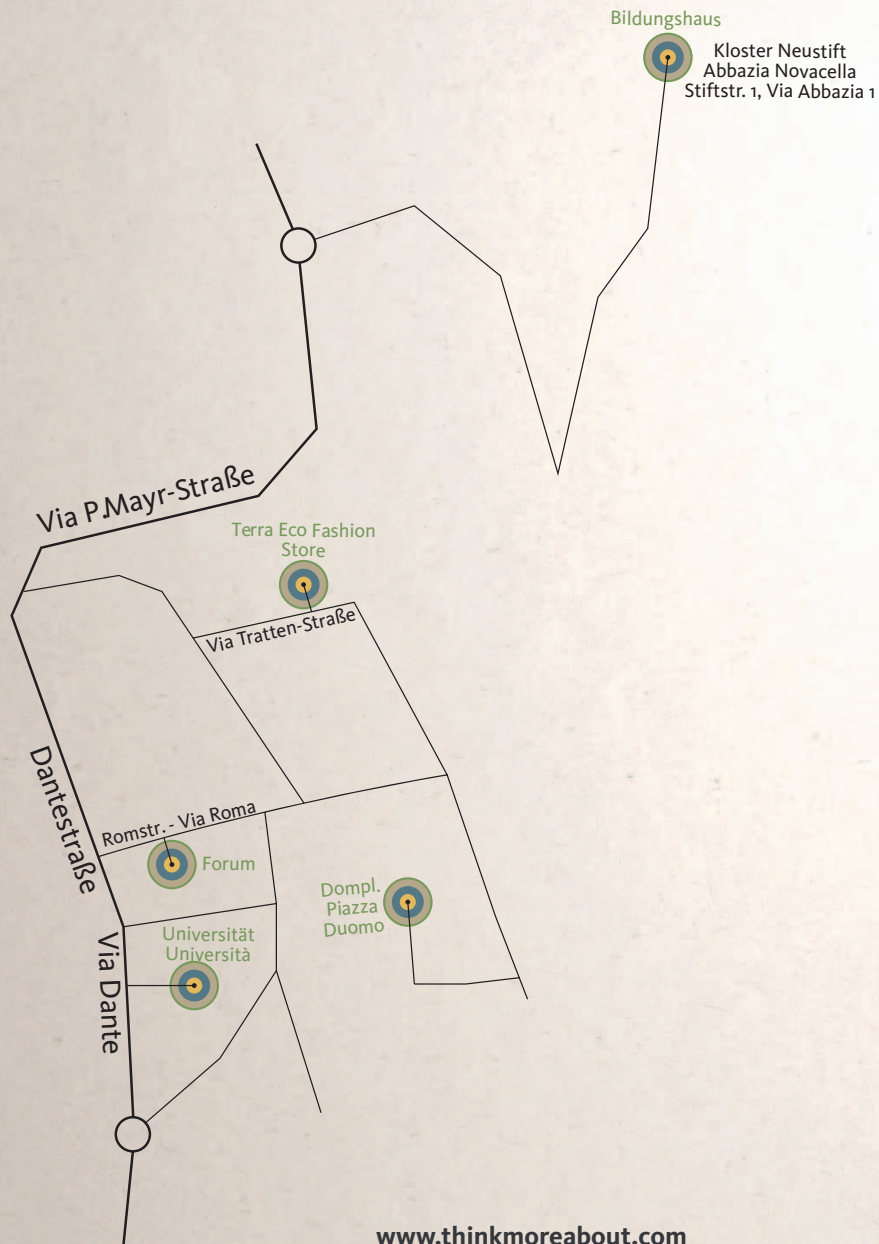 Bildungshaus
Kloster Neustift
Abbazia Novacella
Stiftstr. 1, Via Abbazia 1
Via P.Mayr-Straße
Terra Eco Fashion
Store
Via Tratten-Straße
Dantestraße
Romstr. - Via Roma
Forum
Dompl.
Piazza
Duomo
Universität
Università
Via Dante
www.thinkmoreabout.com